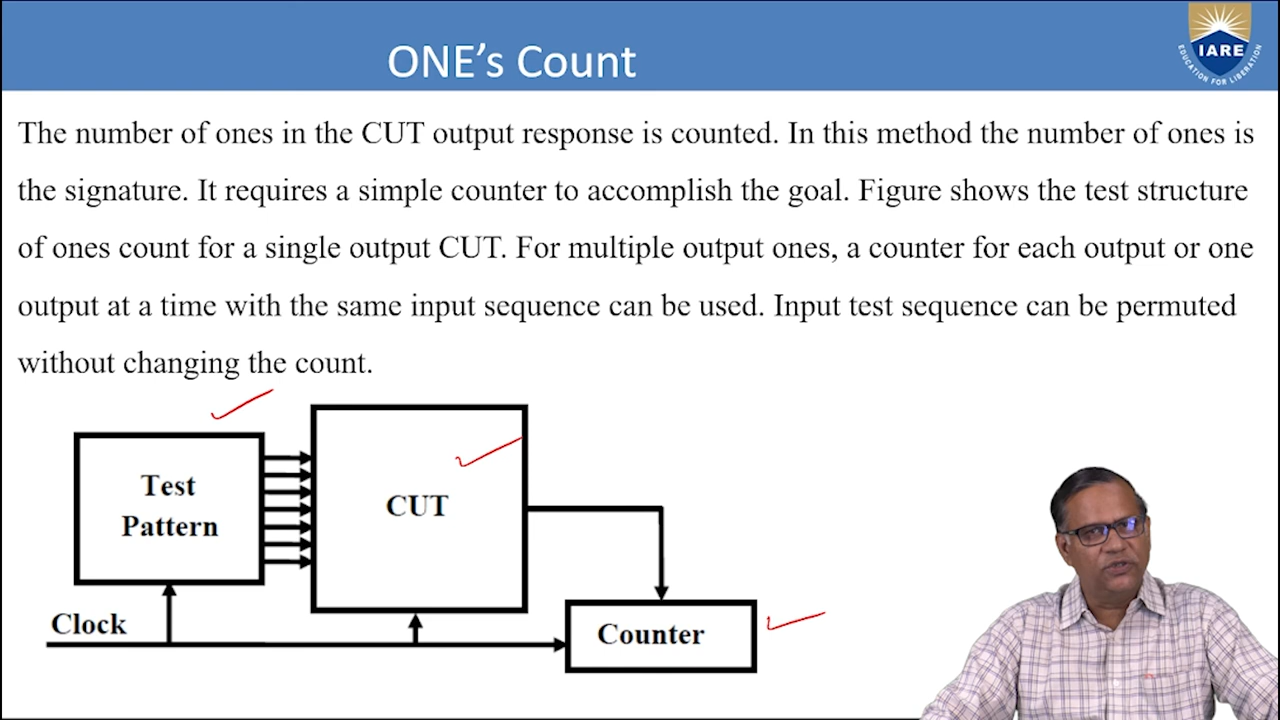 ONE's Count
IARE
EDUCATION FOR LIBERATION
The number of ones in the CUT output response is counted. In this method the number of ones is
the signature. It requires a simple counter to accomplish the goal. Figure shows the test structure
of ones count for a single output CUT. For multiple output ones, a counter for each output or one
output at a time with the same input sequence can be used. Input test sequence can be permuted
without changing the count.
Test
Pattern
CUT
Clock
Counter